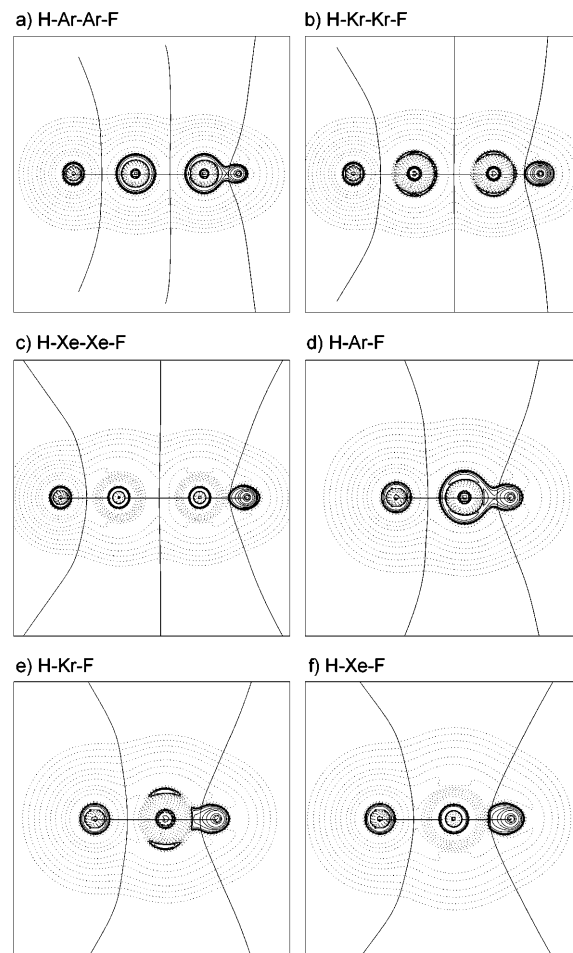 a) H-Ar-Ar-F
b) H-Kr-Kr-F
c) H-Xe-Xe-F
d) H-Ar-F
e) H-Kr-F
f) H-Xe-F